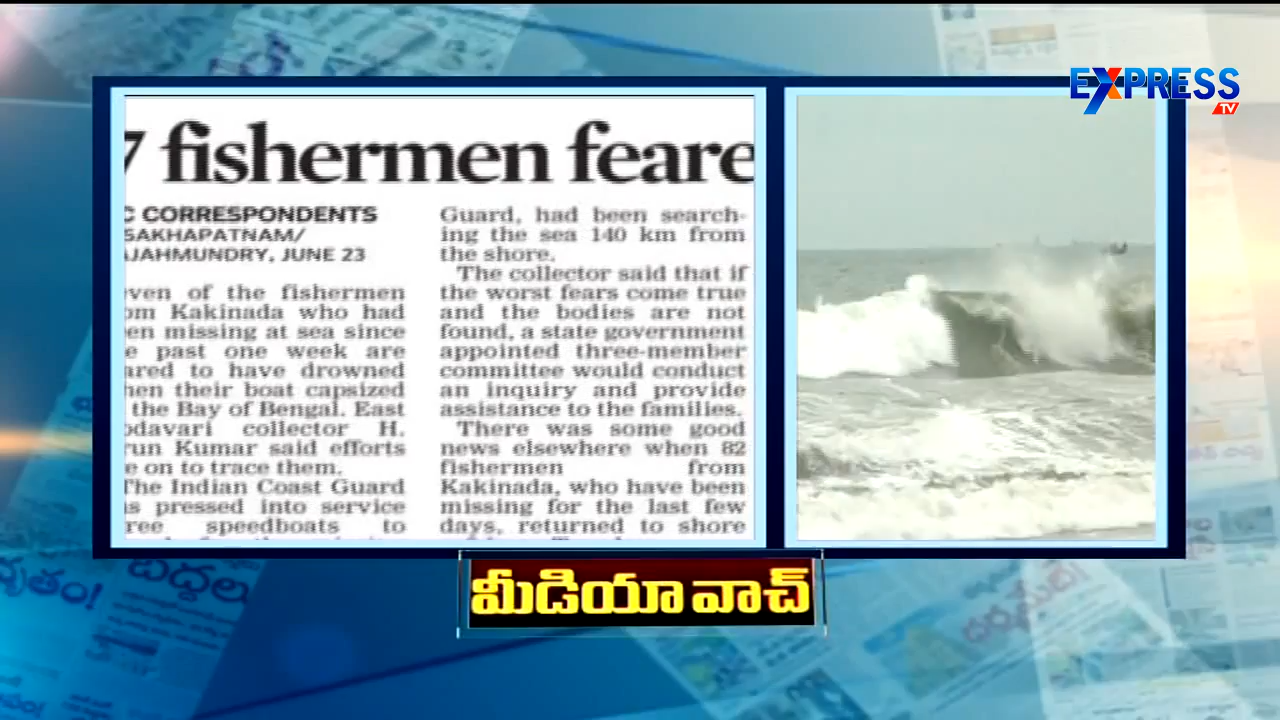 EXPRESS
TV
7 fishermen feare
C CORRESPONDENTS
SAKHAPATNAM/
AJAHMUNDRY, JUNE 23
ven of the fishermen
om Kakinada who had
en missing at sea since
e past one week are
ared to have drowned
hen their boat capsized
the Bay of Bengal. East
odavari collector H.
run Kumar said efforts
e on to trace them.
The Indian Coast Guard
as pressed into service
ree speedboats to
Guard, had been search-
ing the sea 140 km from
the shore.
The collector said that if
the worst fears come true
and the bodies are not
found, a state government
appointed three-member
committee would conduct
an inquiry and provide
assistance to the families.
There was some good
news elsewhere when 82
fishermen from
Kakinada, who have been
missing for the last few
days, returned to shore
మీడియా వాచ్